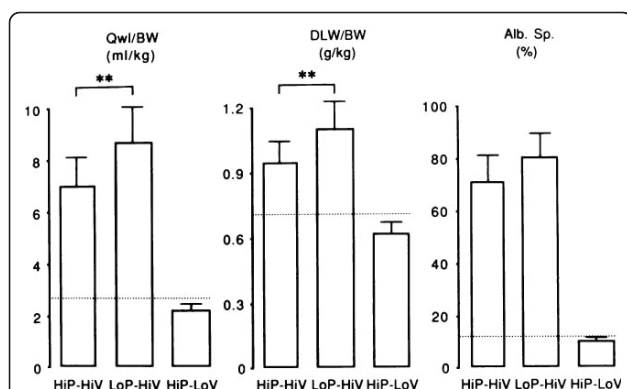 Qwl/BW
(ml/kg)
**
10
8
6
4
2
0
HiP-HiV LoP-HiV HiP-LoV
DLW/BW
(g/kg)
**
1.2
0.9
0.6
0.3
0
HiP-HiV LoP-HiV HiP-LoV
Alb. Sp.
(%)
100
80
60
40
20
0
HiP-HiV LoP-HiV HiP-LoV